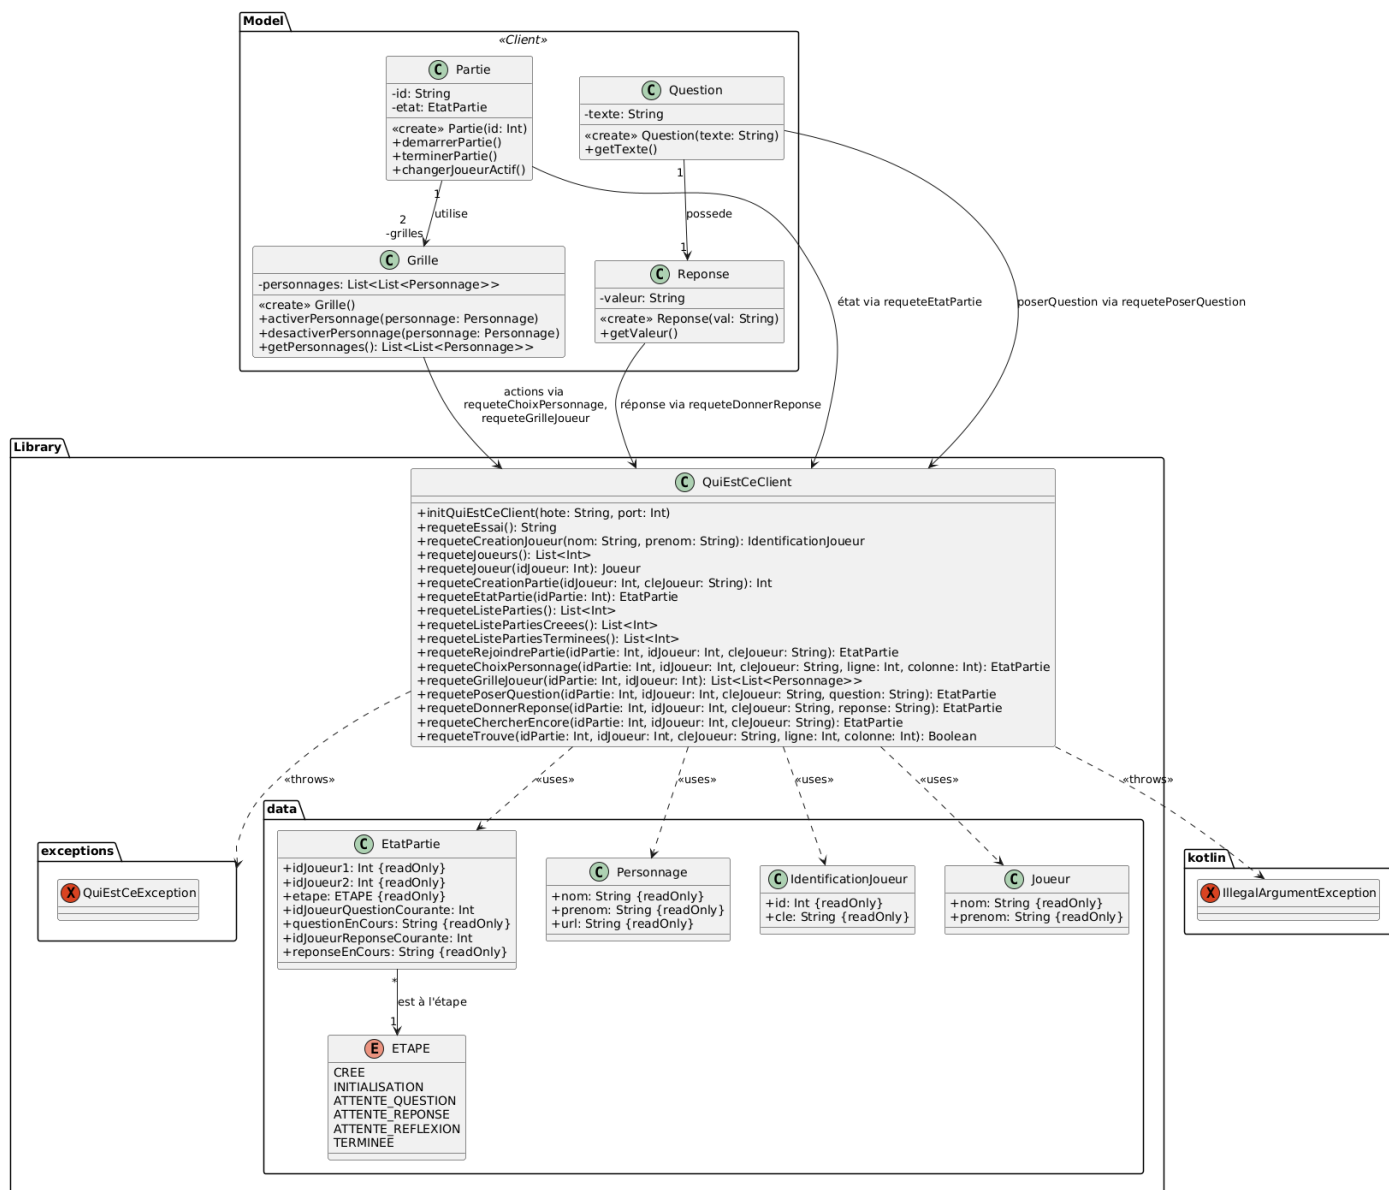 Model
«Client»
C Partie
-id: String
-etat: EtatPartie
«create» Partie(id: Int)
+demarrerPartie()
+terminerPartie()
+changerJoueurActif()
C Question
-texte: String
«create» Question(texte: String)
+getTexte()
1
utilise
2
-grilles
1
possede
1
C Grille
-personnages: List<List<Personnage>>
«create» Grille()
+activerPersonnage(personnage: Personnage)
+desactiverPersonnage(personnage: Personnage)
+getPersonnages(): List<List<Personnage>>
C Reponse
-valeur: String
«create» Reponse(val: String)
+getValeur()
état via requeteEtatPartie
poserQuestion via requetePoserQuestion
actions via
requeteChoixPersonnage,
requeteGrilleJoueur
réponse via requeteDonnerReponse
Library
C QuiEstCeClient
+initQuiEstCeClient(hote: String, port: Int)
+requeteEssai(): String
+requeteCreationJoueur(nom: String, prenom: String): IdentificationJoueur
+requeteJoueurs(): List<Int>
+requeteJoueur(idJoueur: Int): Joueur
+requeteCreationPartie(idJoueur: Int, cleJoueur: String): Int
+requeteEtatPartie(idPartie: Int): EtatPartie
+requeteListeParties(): List<Int>
+requeteListePartiesCreees(): List<Int>
+requeteListePartiesTerminees(): List<Int>
+requeteRejoindrePartie(idPartie: Int, idJoueur: Int, cleJoueur: String): EtatPartie
+requeteChoixPersonnage(idPartie: Int, idJoueur: Int, cleJoueur: String, ligne: Int, colonne: Int): EtatPartie
+requeteGrilleJoueur(idPartie: Int, idJoueur: Int): List<List<Personnage>>
+requetePoserQuestion(idPartie: Int, idJoueur: Int, cleJoueur: String, question: String): EtatPartie
+requeteDonnerReponse(idPartie: Int, idJoueur: Int, cleJoueur: String, reponse: String): EtatPartie
+requeteChercherEncore(idPartie: Int, idJoueur: Int, cleJoueur: String): EtatPartie
+requeteTrouve(idPartie: Int, idJoueur: Int, cleJoueur: String, ligne: Int, colonne: Int): Boolean
«throws»
«uses»
«uses»
«uses»
«uses»
«throws»
exceptions
X QuiEstCeException
data
C EtatPartie
+idJoueur1: Int {readOnly}
+idJoueur2: Int {readOnly}
+etape: ETAPE {readOnly}
+idJoueurQuestionCourante: Int
+questionEnCours: String {readOnly}
+idJoueurReponseCourante: Int
+reponseEnCours: String {readOnly}
C Personnage
+nom: String {readOnly}
+prenom: String {readOnly}
+url: String {readOnly}
C IdentificationJoueur
+id: Int {readOnly}
+cle: String {readOnly}
C Joueur
+nom: String {readOnly}
+prenom: String {readOnly}
kotlin
X IllegalArgumentException
*
est à l'étape
1
E ETAPE
CREE
INITIALISATION
ATTENTE_QUESTION
ATTENTE_REPONSE
ATTENTE_REFLEXION
TERMINEE